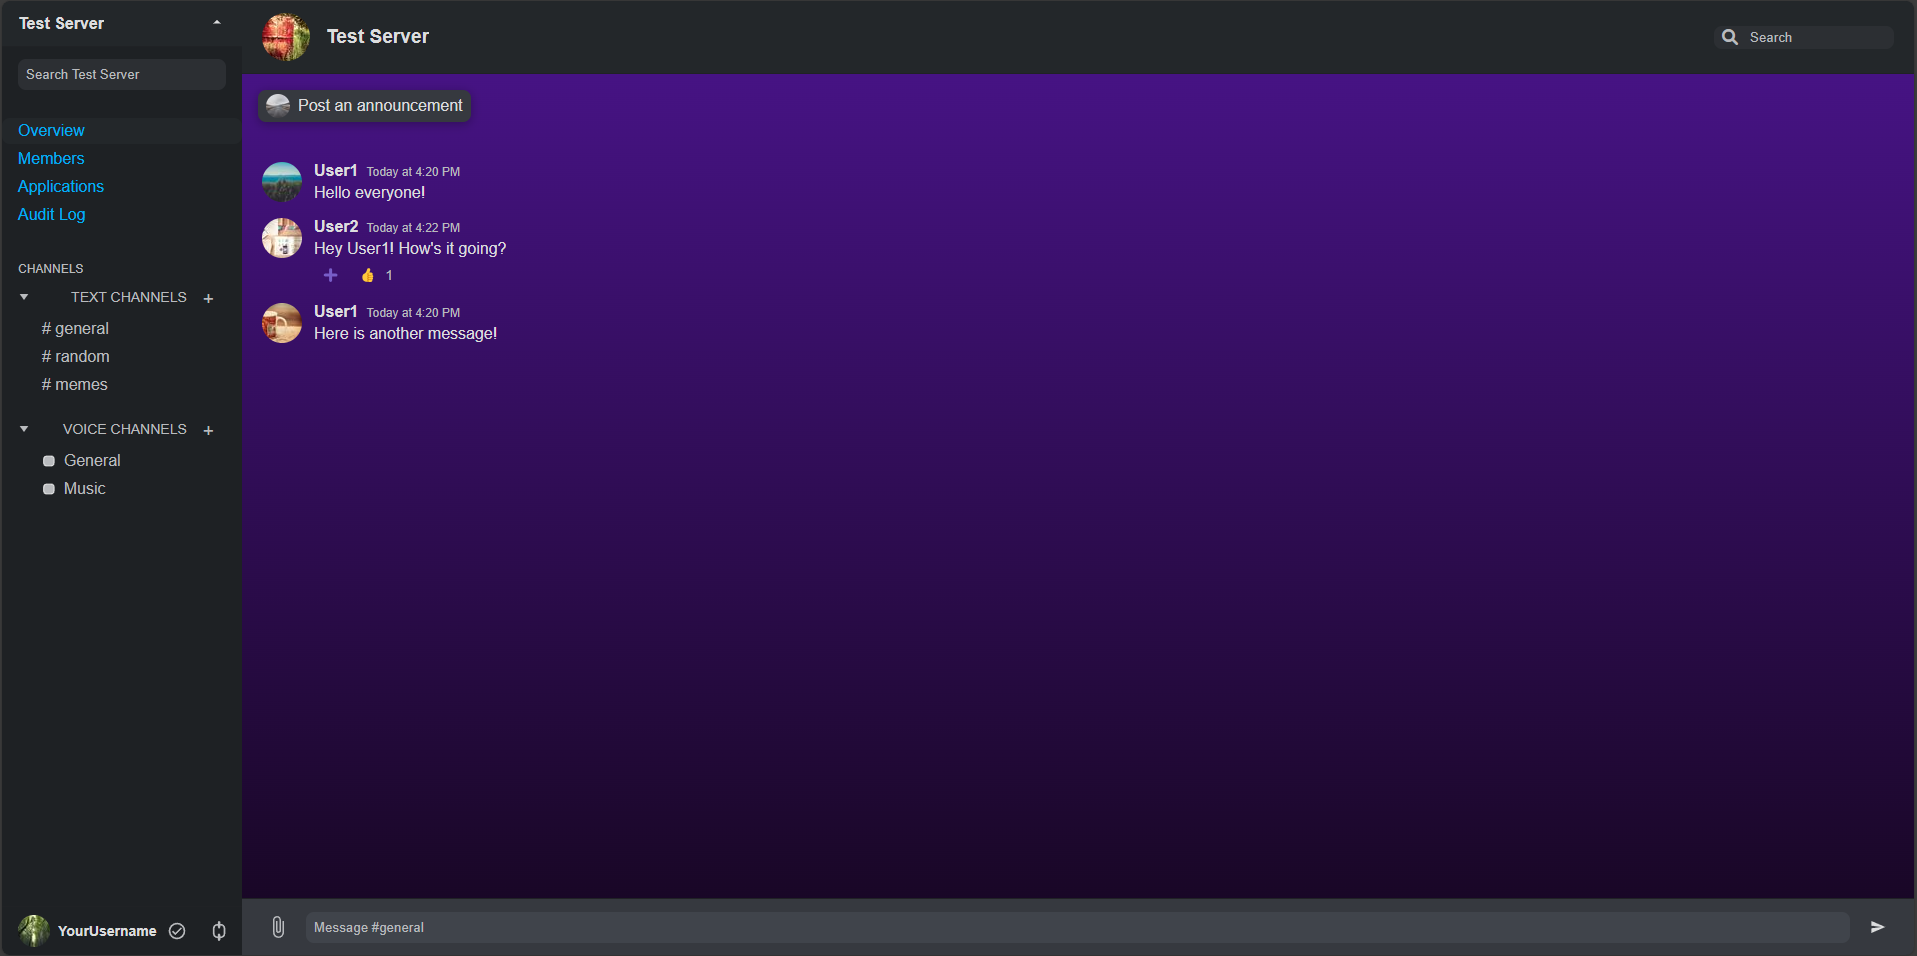 Test Server
Search Test Server
Overview
Members
Applications
Audit Log
CHANNELS
TEXT CHANNELS +
# general
# random
# memes
VOICE CHANNELS +
General
Music
YourUsername
Test Server
Search
Post an announcement
User1 Today at 4:20 PM
Hello everyone!
User2 Today at 4:22 PM
Hey User1! How's it going?
👍 1
User1 Today at 4:20 PM
Here is another message!
Message #general